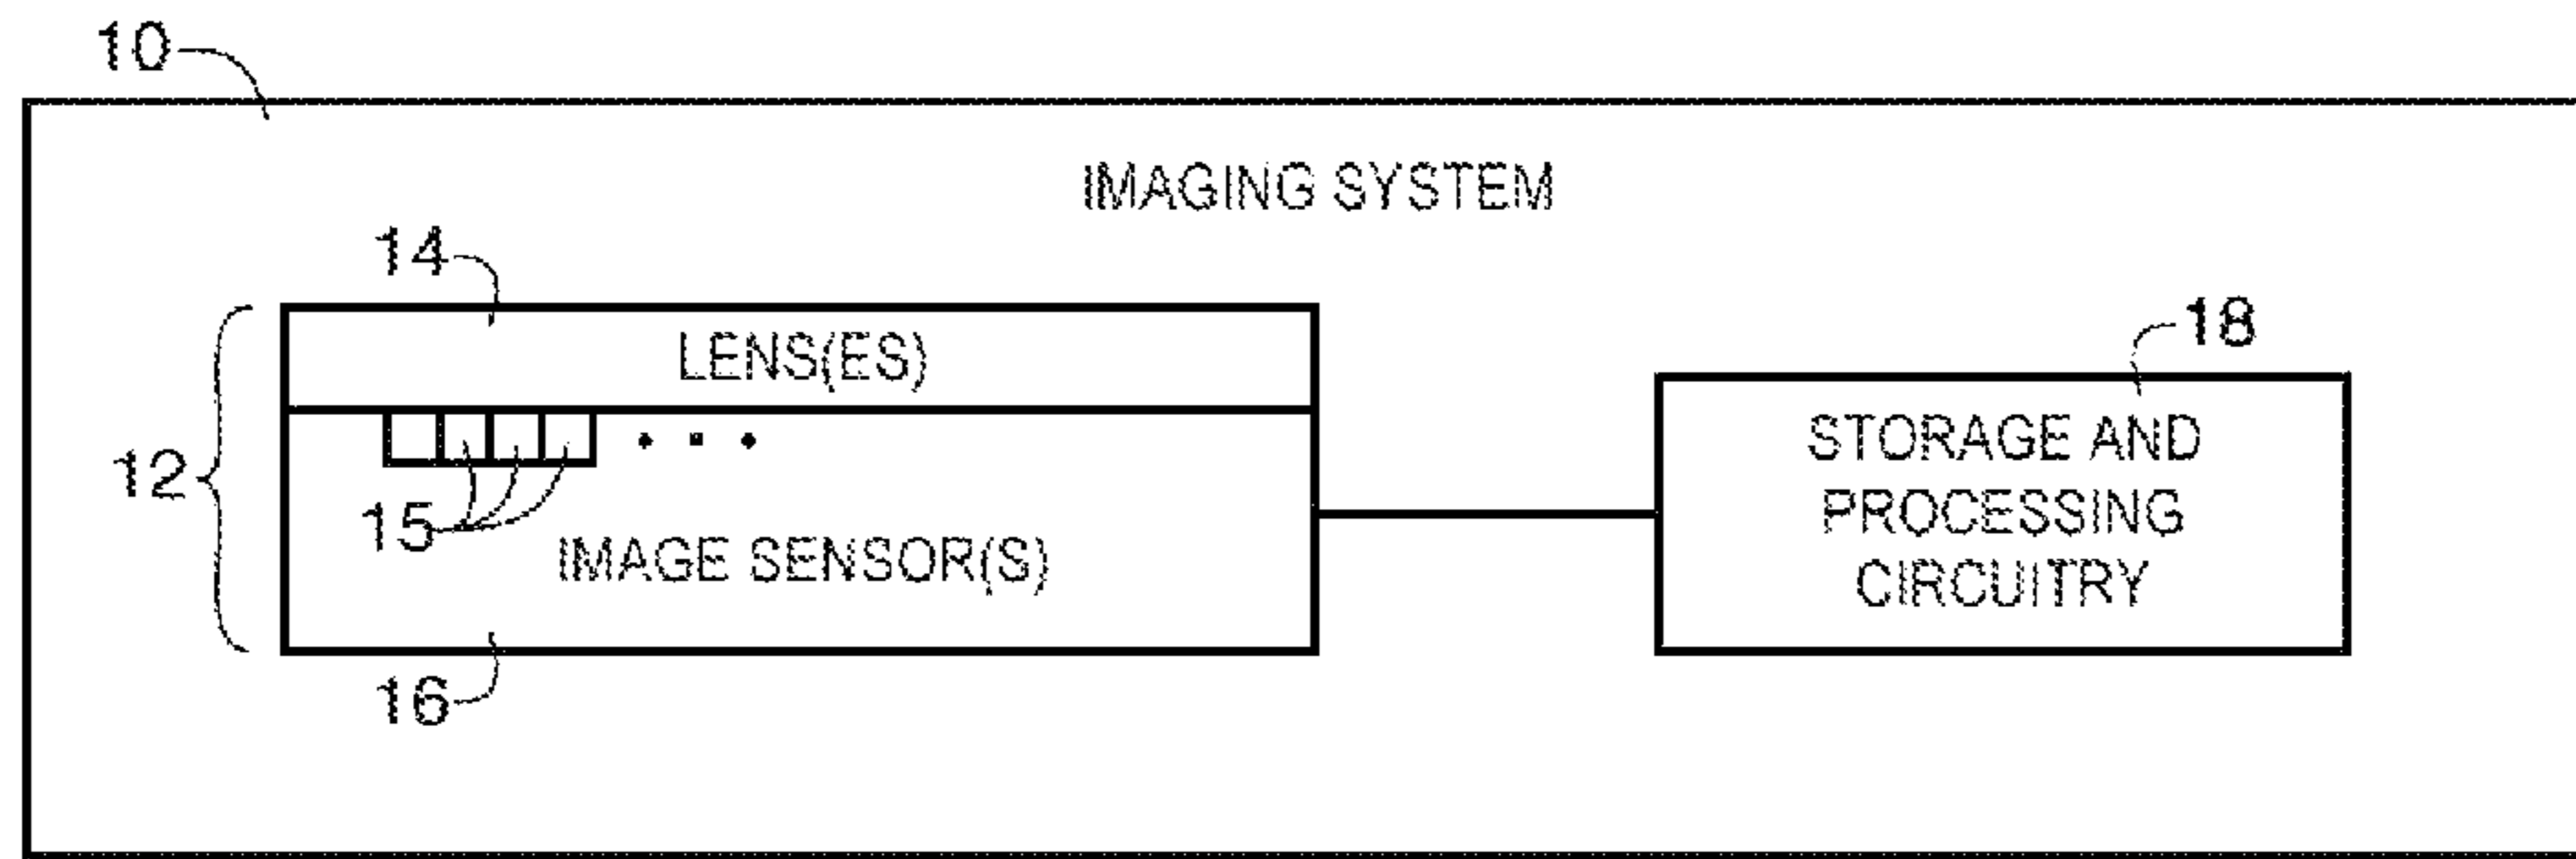 10
IMAGING SYSTEM
14
LENS(ES)
12
15
IMAGE SENSOR(S)
16
18
STORAGE AND
PROCESSING
CIRCUITRY